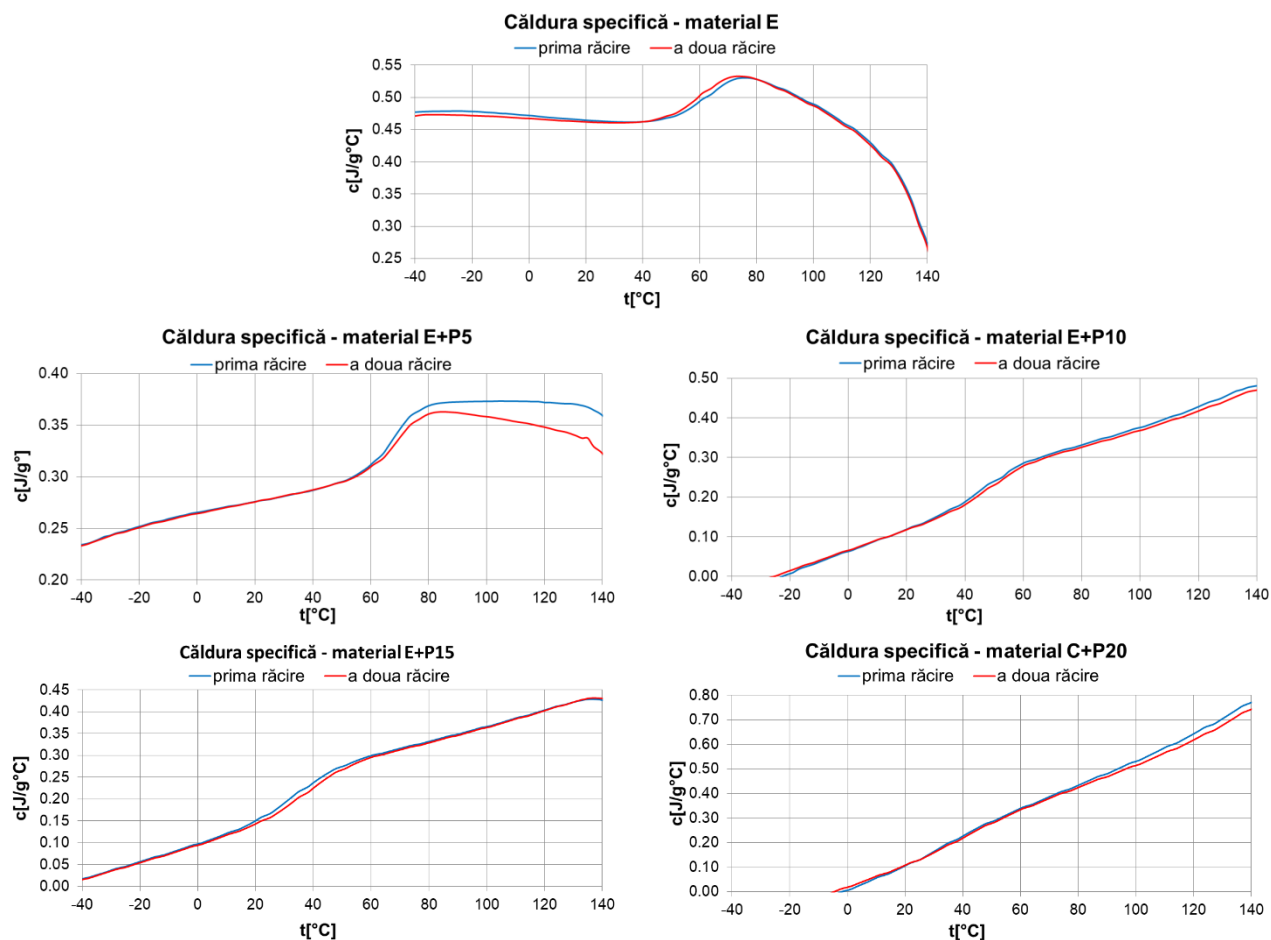 Căldura specifică - material E
prima răcire a doua răcire
0.55
0.50
0.45
0.40
0.35
0.30
0.25
c[J/g°C]
-40 -20 0 20 40 60 80 100 120 140
t[°C]
Căldura specifică - material E+P5
prima răcire a doua răcire
0.40
0.35
0.30
0.25
0.20
c[J/g°]
-40 -20 0 20 40 60 80 100 120 140
t[°C]
Căldura specifică - material E+P10
prima răcire a doua răcire
0.50
0.40
0.30
0.20
0.10
0.00
c[J/g°C]
-40 -20 0 20 40 60 80 100 120 140
t[°C]
Căldura specifică - material E+P15
prima răcire a doua răcire
0.45
0.40
0.35
0.30
0.25
0.20
0.15
0.10
0.05
0.00
c[J/g°C]
-40 -20 0 20 40 60 80 100 120 140
t[°C]
Căldura specifică - material C+P20
prima răcire a doua răcire
0.80
0.70
0.60
0.50
0.40
0.30
0.20
0.10
0.00
c[J/g°C]
-40 -20 0 20 40 60 80 100 120 140
t[°C]